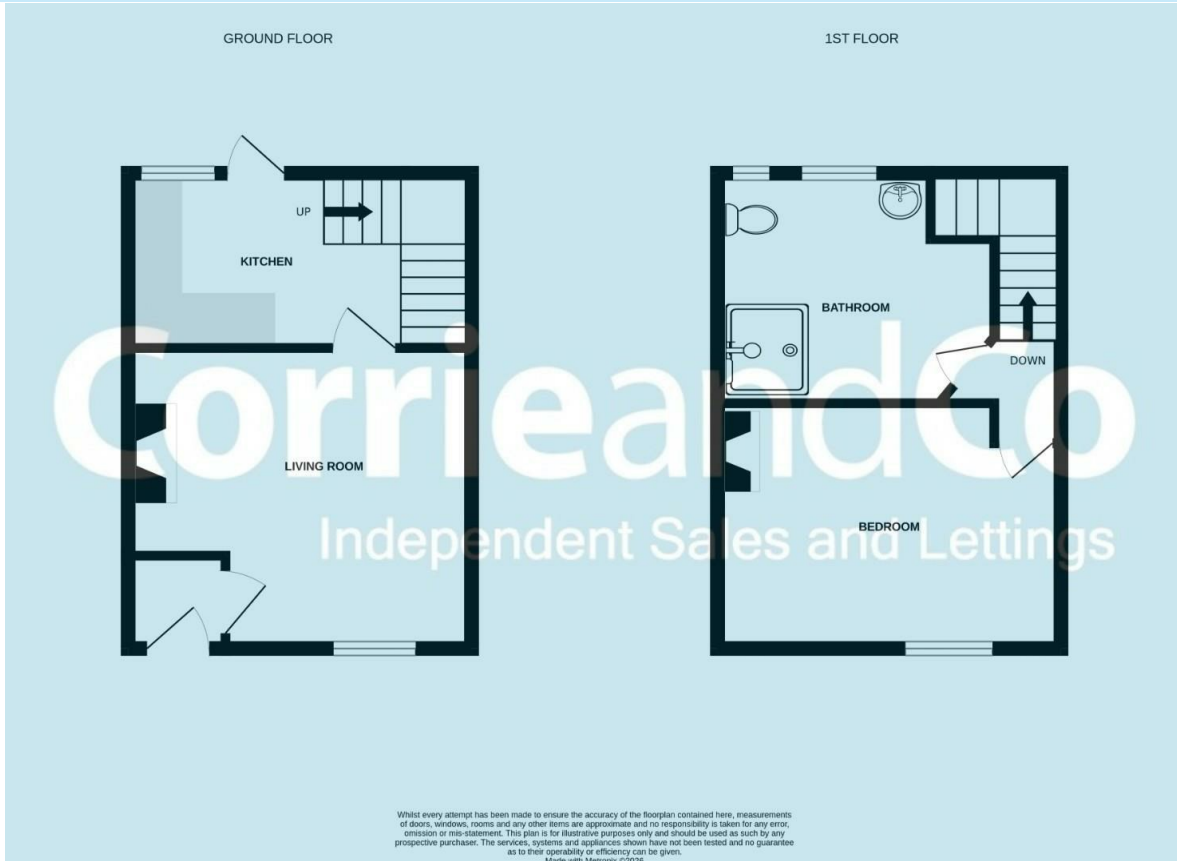 GROUND FLOOR
1ST FLOOR
UP
KITCHEN
BATHROOM
DOWN
CorrieandCo
LIVING ROOM
BEDROOM
Independent Sales and Lettings
Whilst every attempt has been made to ensure the accuracy of the floorplan contained here, measurements
of doors, windows, rooms and any other items are approximate and no responsibility is taken for any error,
omission or mis-statement. This plan is for illustrative purposes only and should be used as such by any
prospective purchaser. The services, systems and appliances shown have not been tested and no guarantee
as to their operability or efficiency can be given.
Made with Metropix ©2026